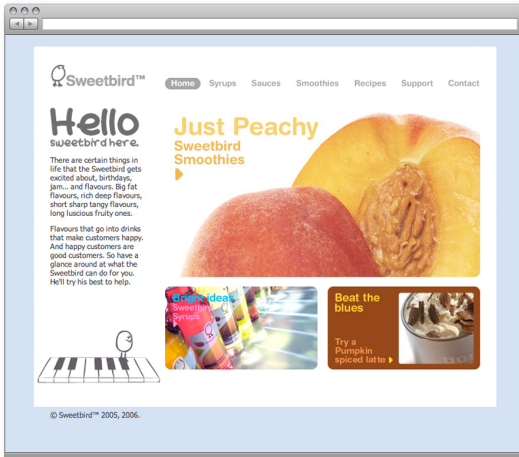 Sweetbird™
Home Syrups Sauces Smoothies Recipes Support Contact
Hello
sweetbird here.
There are certain things in
life that the Sweetbird gets
excited about, birthdays,
jam... and flavours. Big fat
flavours, rich deep flavours,
short sharp tangy flavours,
long luscious fruity ones.
Flavours that go into drinks
that make customers happy.
And happy customers are
good customers. So have a
glance around at what the
Sweetbird can do for you.
He'll try his best to help.
Just Peachy
Sweetbird
Smoothies
Bright ideas
Sweetbird
Syrups
Beat the
blues
Try a
Pumpkin
spiced latte
© Sweetbird™ 2005, 2006.